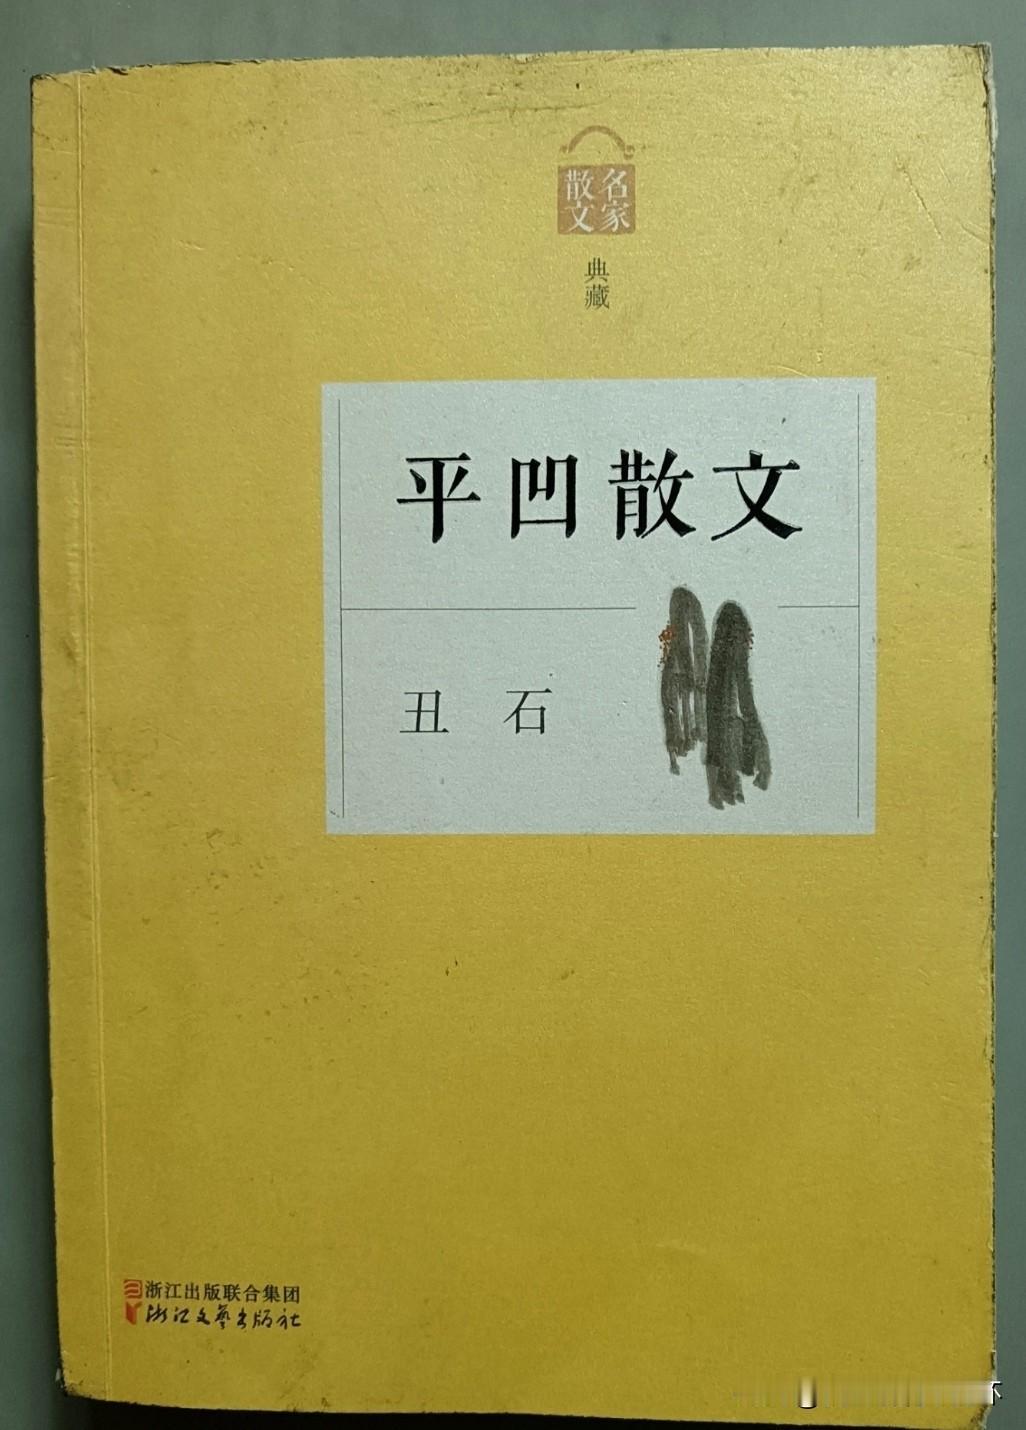 名家
散文
典藏
平凹散文
丑石
浙江出版联合集团
浙江文艺出版社